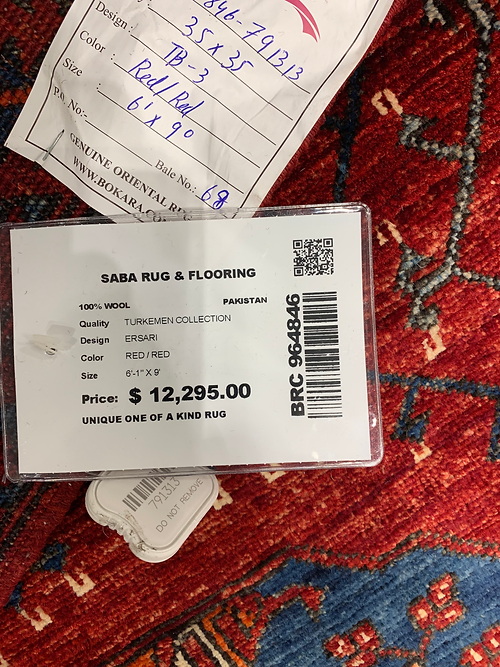 846-791313
Design: 35 x 35
TB-3
Color Red/Red
Size 6' x 90
P.O. No:
Bale No.: 68
GENUINE ORIENTAL RUG
WWW.BOKARA.CO
SABA RUG & FLOORING
100% WOOL PAKISTAN
Quality TURKEMEN COLLECTION
Design ERSARI
Color RED / RED
Size 6'-1" X 9'
Price: $ 12,295.00
UNIQUE ONE OF A KIND RUG
BRC 964846
791313
DO NOT REMOVE